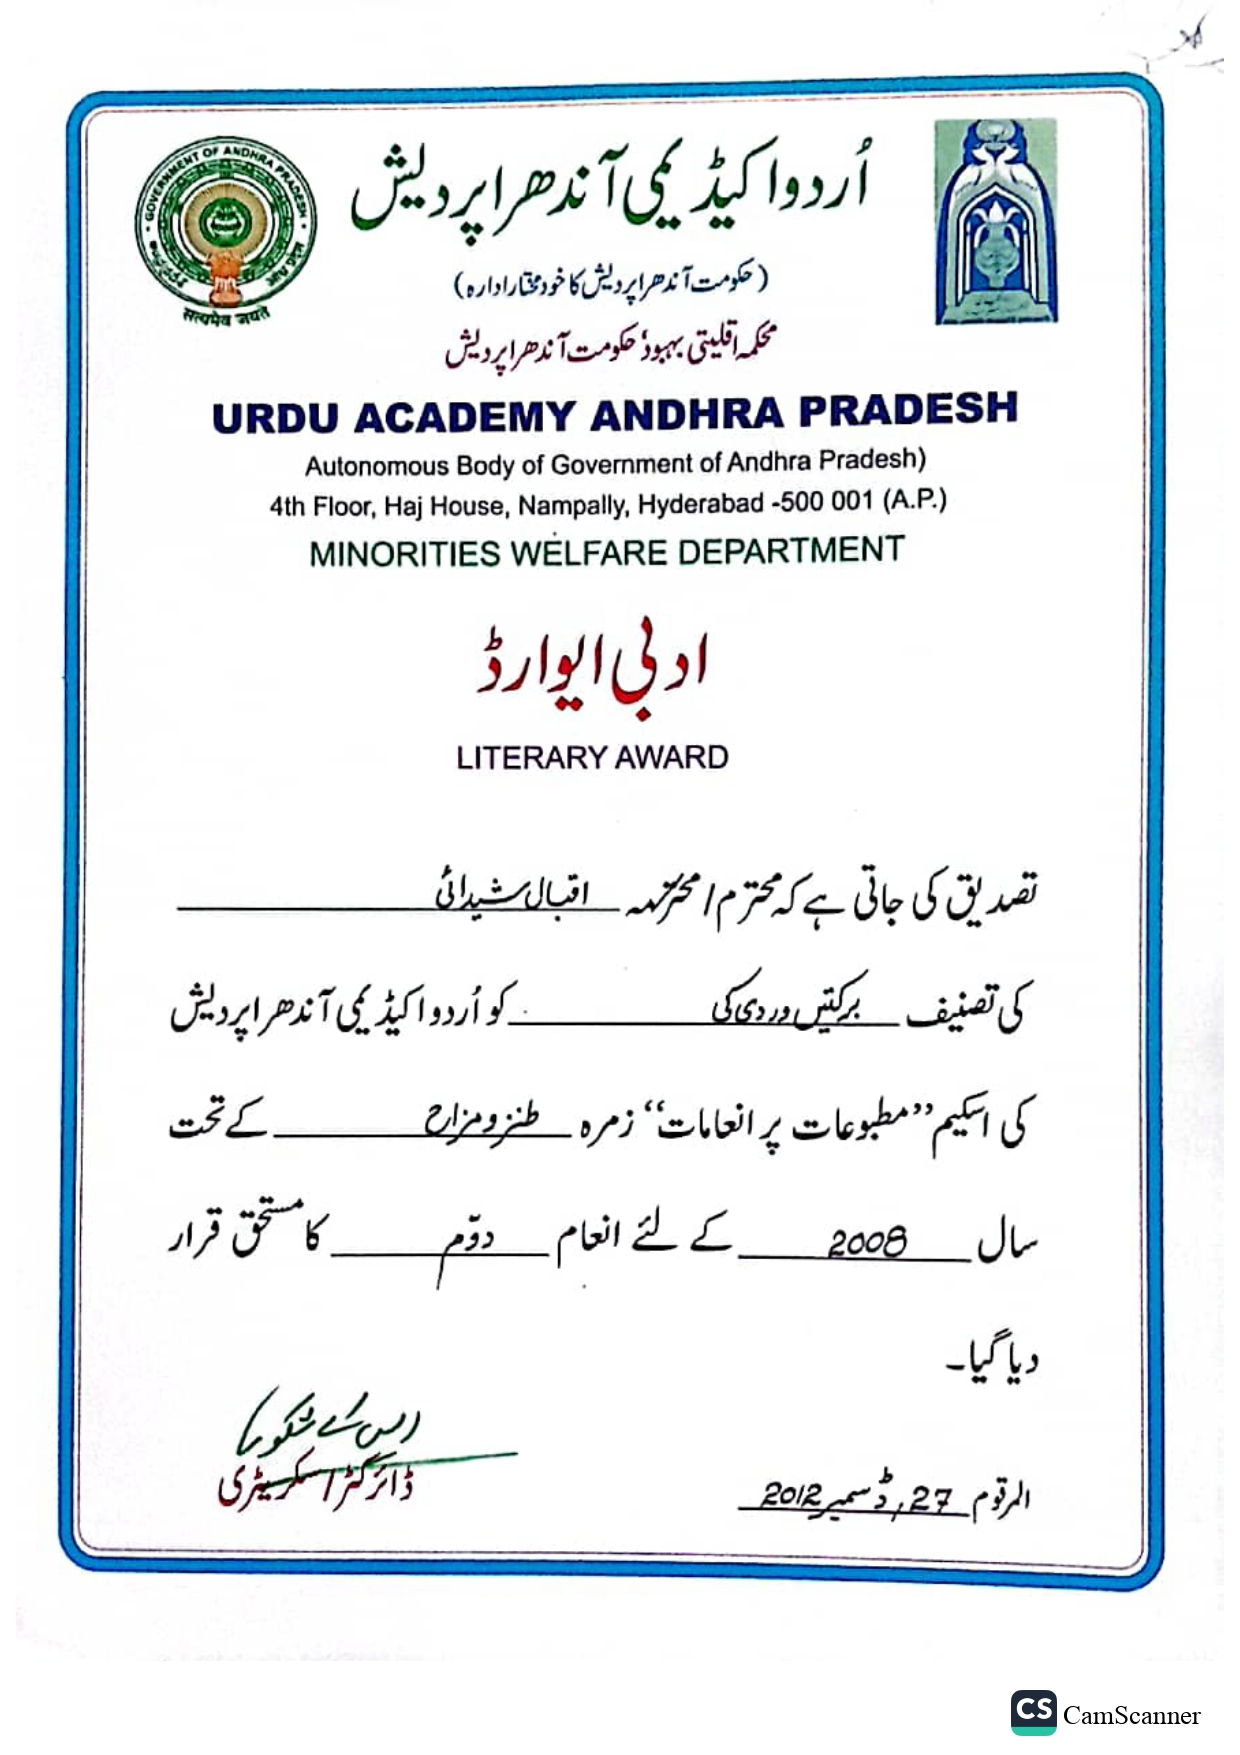 اُردو اکیڈیمی آندھرا پردیش
(حکومت آندھرا پردیش کا خود مختار ادارہ)
محکمہ اقلیتی بہبود' حکومت آندھرا پردیش
GOVERNMENT OF ANDHRA PRADESH
सत्यमेव जयते
URDU ACADEMY ANDHRA PRADESH
Autonomous Body of Government of Andhra Pradesh)
4th Floor, Haj House, Nampally, Hyderabad -500 001 (A.P.)
MINORITIES WELFARE DEPARTMENT
ادبی ایوارڈ
LITERARY AWARD
تصدیق کی جاتی ہے کہ محترم / محترمہ اقبال شیدائی
کی تصنیف برکتیں وردی کی کو اُردو اکیڈیمی آندھرا پردیش
کی اسکیم ”مطبوعات پر انعامات“ زمرہ طنز و مزاح کے تحت
سال 2008 کے لئے انعام دوّم کا مستحق قرار
دیا گیا۔
ایس اے شکور
ڈائرکٹر / سکریٹری
المرقوم 27, ڈسمبر 2012
CS CamScanner